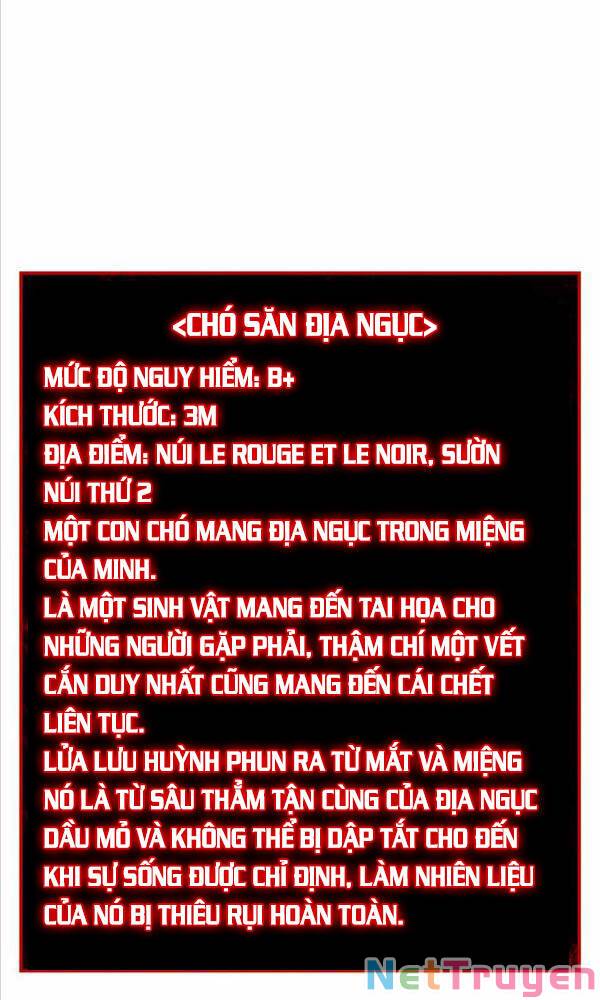 <CHÓ SĂN ĐỊA NGỤC>
MỨC ĐỘ NGUY HIỂM: B+
KÍCH THƯỚC: 3M
ĐỊA ĐIỂM: NÚI LE ROUGE ET LE NOIR, SƯỜN
NÚI THỨ 2
MỘT CON CHÓ MANG ĐỊA NGỤC TRONG MIỆNG
CỦA MINH.
LÀ MỘT SINH VẬT MANG ĐẾN TAI HỌA CHO
NHỮNG NGƯỜI GẶP PHẢI, THẬM CHÍ MỘT VẾT
CẮN DUY NHẤT CŨNG MANG ĐẾN CÁI CHẾT
LIÊN TỤC.
LỬA LƯU HUỲNH PHUN RA TỪ MẮT VÀ MIỆNG
NÓ LÀ TỪ SÂU THẲM TẬN CÙNG CỦA ĐỊA NGỤC
DẦU MỎ VÀ KHÔNG THỂ BỊ DẬP TẮT CHO ĐẾN
KHI SỰ SỐNG ĐƯỢC CHỈ ĐỊNH, LÀM NHIÊN LIỆU
CỦA NÓ BỊ THIÊU RỤI HOÀN TOÀN.
NetTruyen